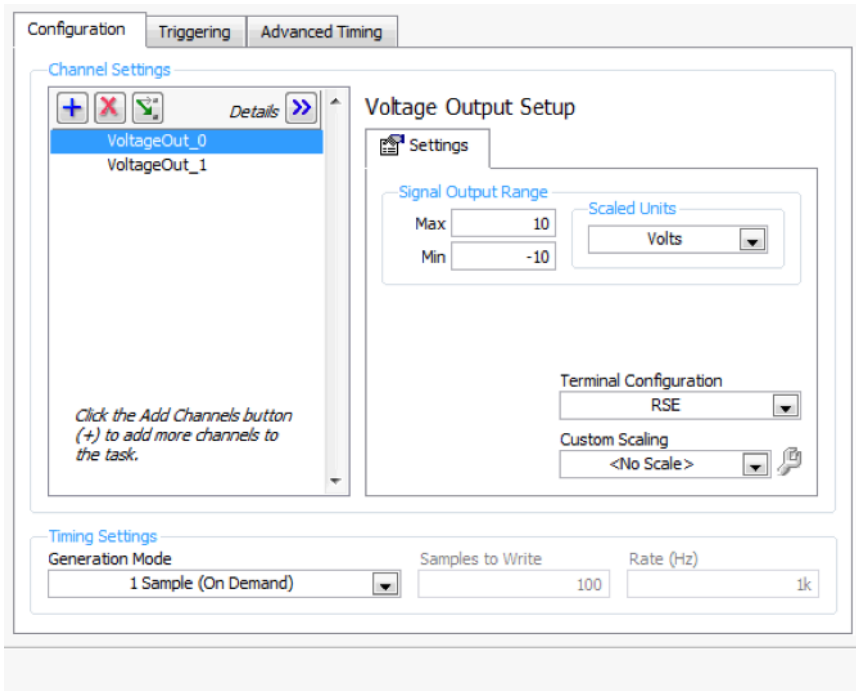 Configuration
Triggering
Advanced Timing
Channel Settings
Details
VoltageOut_0
VoltageOut_1
Click the Add Channels button
(+) to add more channels to
the task.
Voltage Output Setup
Settings
Signal Output Range
Max 10
Min -10
Scaled Units
Volts
Terminal Configuration
RSE
Custom Scaling
<No Scale>
Timing Settings
Generation Mode
1 Sample (On Demand)
Samples to Write
100
Rate (Hz)
1k